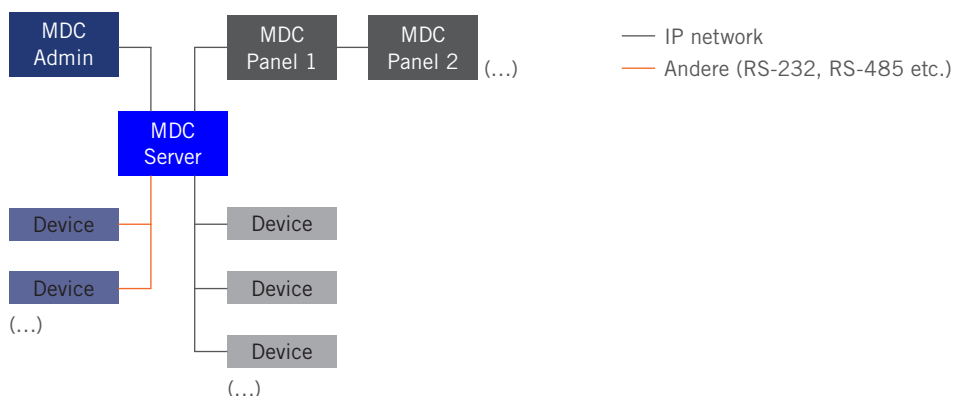 MDC
Admin
MDC
Panel 1
MDC
Panel 2
(...)
IP network
Andere (RS-232, RS-485 etc.)
MDC
Server
Device
Device
(...)
Device
Device
Device
(...)